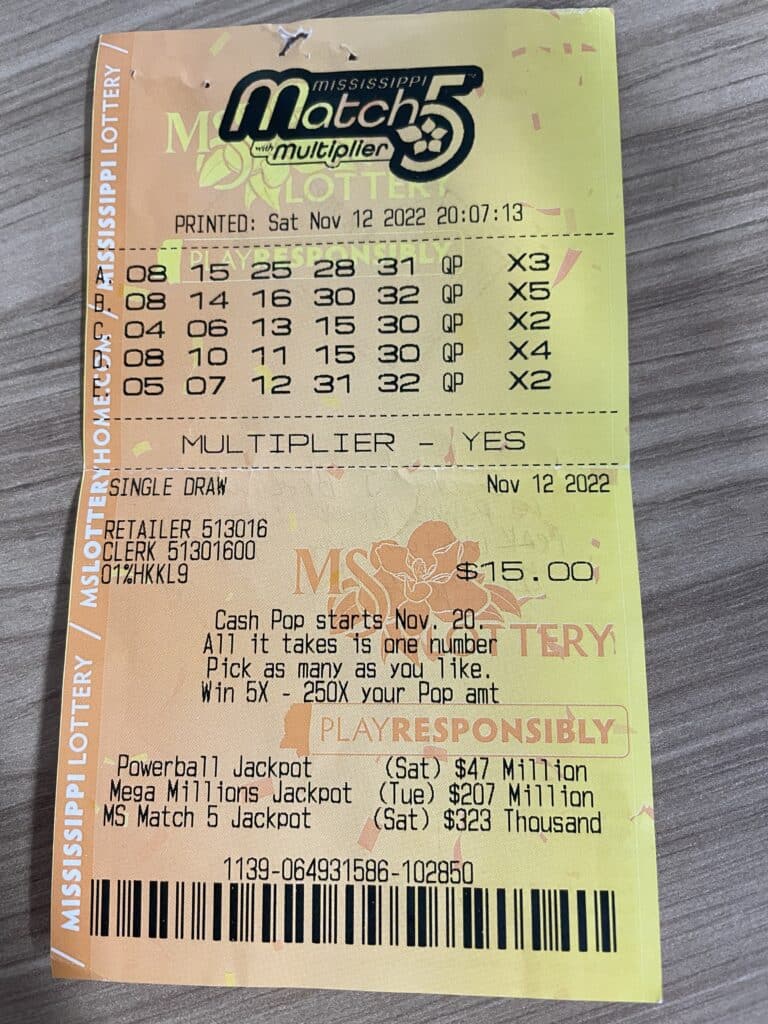 MISSISSIPPI
Match 5
with multiplier
MS
LOTTERY
PRINTED: Sat Nov 12 2022 20:07:13
PLAY RESPONSIBLY
A. 08 15 25 28 31 QP X3
B. 08 14 16 30 32 QP X5
C 04 06 13 15 30 QP X2
D. 08 10 11 15 30 QP X4
E 05 07 12 31 32 QP X2
MULTIPLIER - YES
SINGLE DRAW Nov 12 2022
RETAILER 513016
CLERK 51301600
01%HKKL9
$15.00
MS
LOTTERY
Cash Pop starts Nov. 20.
All it takes is one number
Pick as many as you like.
Win 5X - 250X your Pop amt
PLAYRESPONSIBLY
Powerball Jackpot (Sat) $47 Million
Mega Millions Jackpot (Tue) $207 Million
MS Match 5 Jackpot (Sat) $323 Thousand
1139-064931586-102850
/ MISSISSIPPI LOTTERY / MSLOTTERYHOME.COM / MISSISSIPPI LOTTERY /